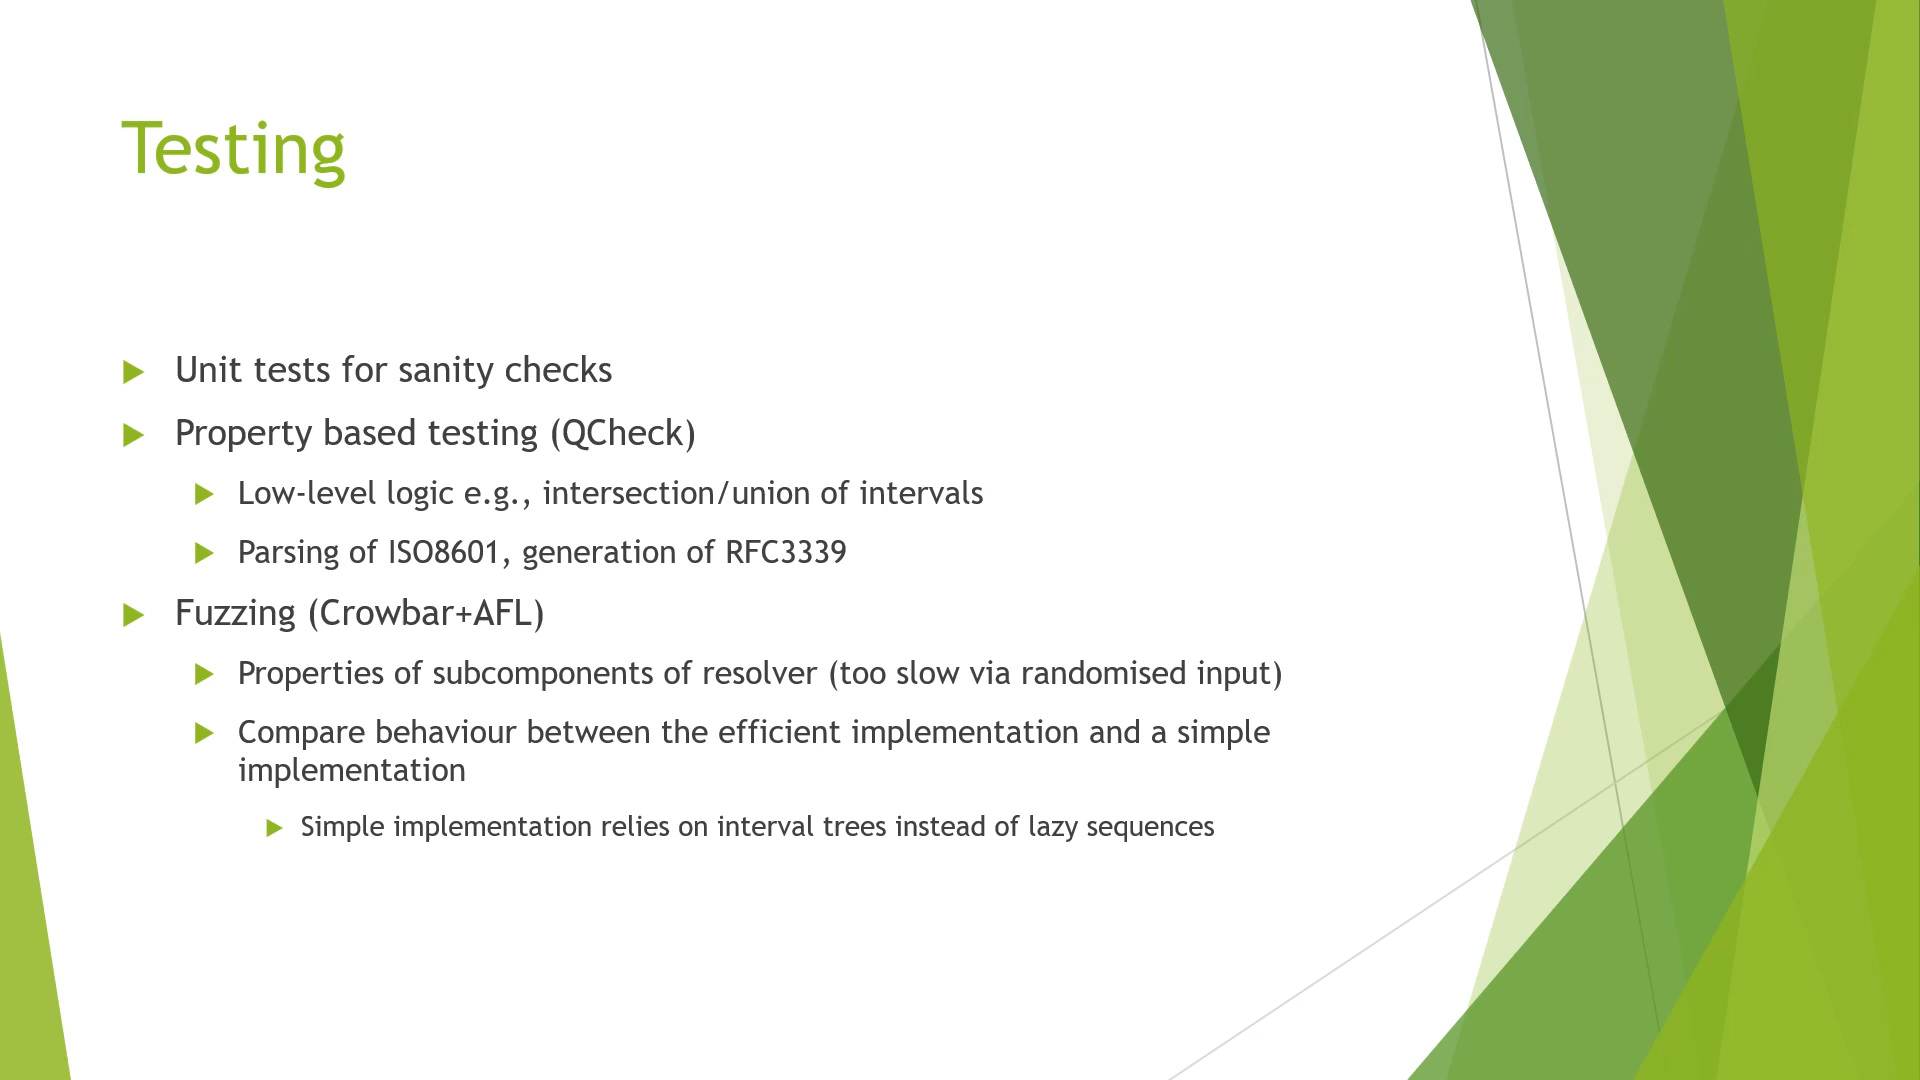 Testing
Unit tests for sanity checks
Property based testing (QCheck)
Low-level logic e.g., intersection/union of intervals
Parsing of ISO8601, generation of RFC3339
Fuzzing (Crowbar+AFL)
Properties of subcomponents of resolver (too slow via randomised input)
Compare behaviour between the efficient implementation and a simple
implementation
Simple implementation relies on interval trees instead of lazy sequences